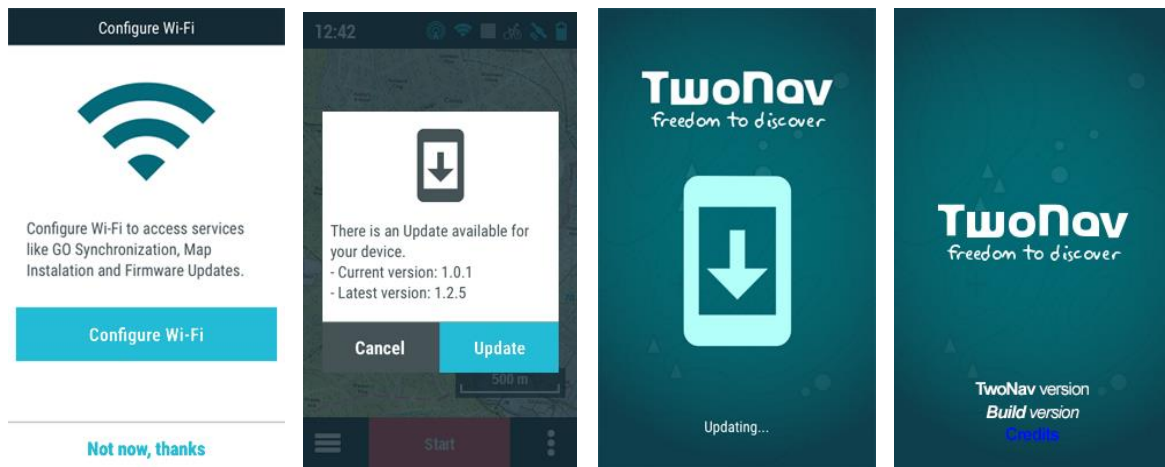 Configure Wi-Fi
Configure Wi-Fi to access services
like GO Synchronization, Map
Instalation and Firmware Updates.
Configure Wi-Fi
Not now, thanks
12:42
There is an Update available for
your device.
- Current version: 1.0.1
- Latest version: 1.2.5
Cancel
Update
500 m
Start
TwoNav
freedom to discover
Updating...
TwoNav
freedom to discover
TwoNav version
Build version
Credits